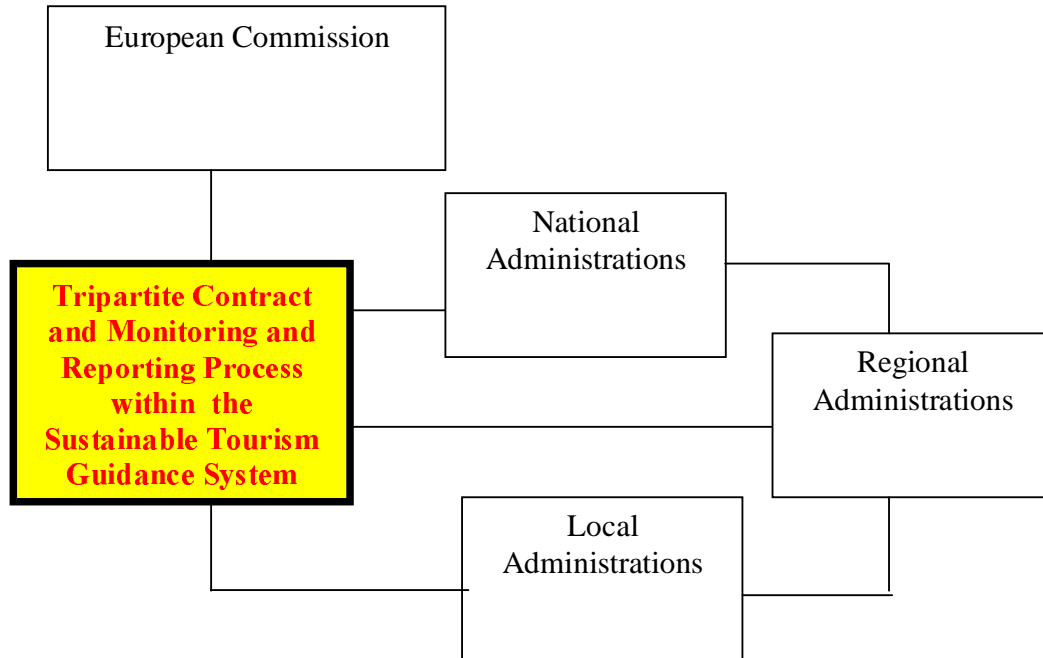 European Commission
National
Administrations
Tripartite Contract
and Monitoring and
Reporting Process
within the
Sustainable Tourism
Guidance System
Regional
Administrations
Local
Administrations